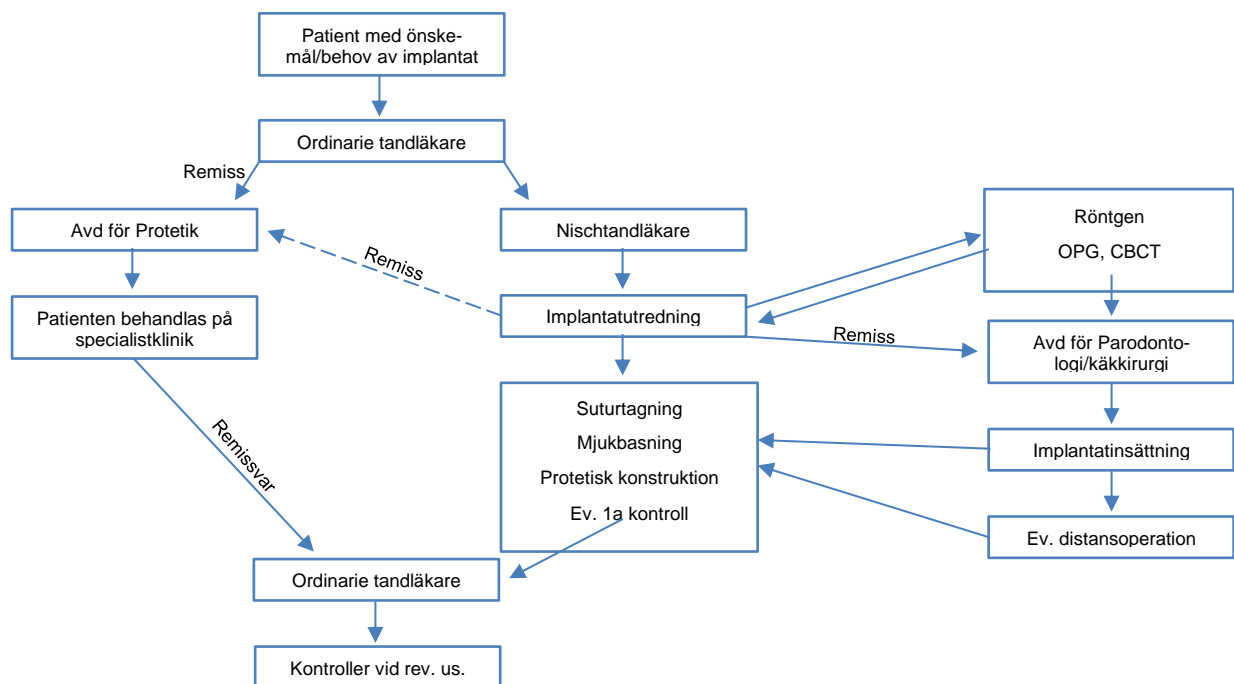 Patient med önske-
mål/behov av implantat
Ordinarie tandläkare
Remiss
Avd för Protetik
Nischtandläkare
Röntgen
OPG, CBCT
Remiss
Patienten behandlas på
specialistklinik
Implantatutredning
Remiss
Avd för Parodonto-
logi/käkkirurgi
Suturtagning
Mjukbasning
Protetisk konstruktion
Ev. 1a kontroll
Implantatinsättning
Remissvar
Ev. distansoperation
Ordinarie tandläkare
Kontroller vid rev. us.